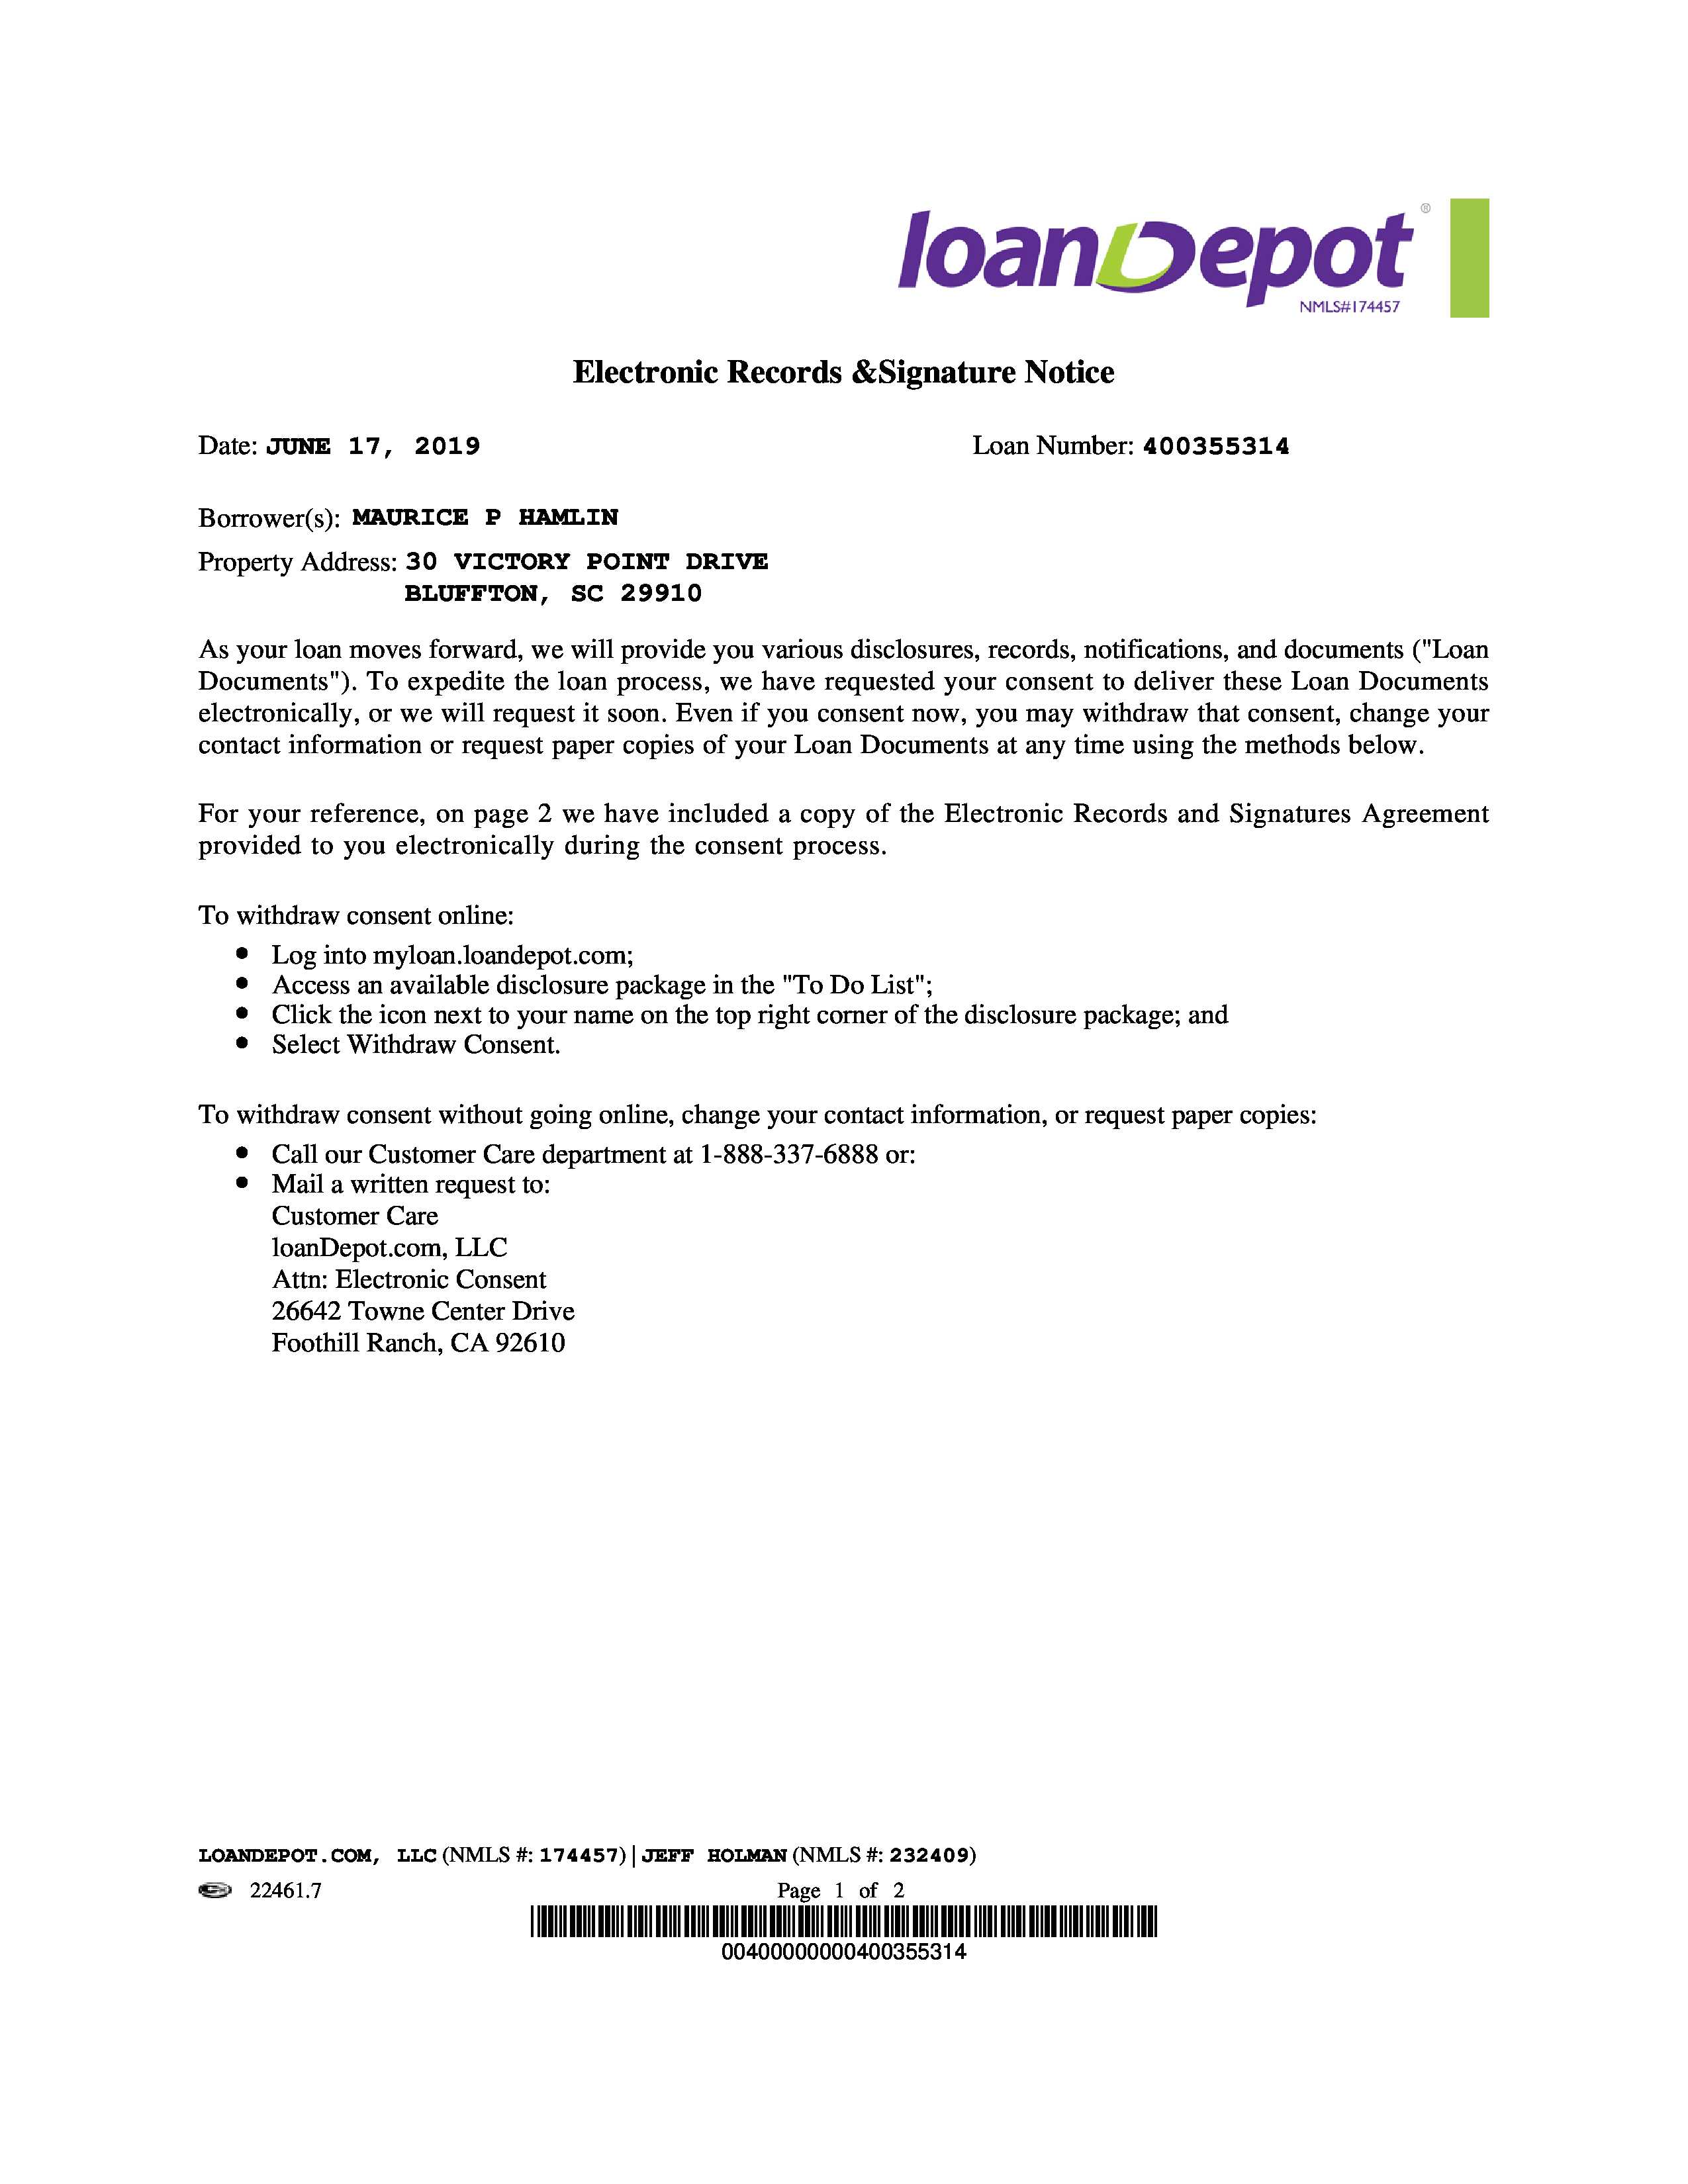 loanDepot®
NMLS#174457
Electronic Records &Signature Notice
Date: JUNE 17, 2019 Loan Number: 400355314
Borrower(s): MAURICE P HAMLIN
Property Address: 30 VICTORY POINT DRIVE
BLUFFTON, SC 29910
As your loan moves forward, we will provide you various disclosures, records, notifications, and documents ("Loan
Documents"). To expedite the loan process, we have requested your consent to deliver these Loan Documents
electronically, or we will request it soon. Even if you consent now, you may withdraw that consent, change your
contact information or request paper copies of your Loan Documents at any time using the methods below.
For your reference, on page 2 we have included a copy of the Electronic Records and Signatures Agreement
provided to you electronically during the consent process.
To withdraw consent online:
• Log into myloan.loandepot.com;
• Access an available disclosure package in the "To Do List";
• Click the icon next to your name on the top right corner of the disclosure package; and
• Select Withdraw Consent.
To withdraw consent without going online, change your contact information, or request paper copies:
• Call our Customer Care department at 1-888-337-6888 or:
• Mail a written request to:
Customer Care
loanDepot.com, LLC
Attn: Electronic Consent
26642 Towne Center Drive
Foothill Ranch, CA 92610
LOANDEPOT.COM, LLC (NMLS #: 174457) | JEFF HOLMAN (NMLS #: 232409)
22461.7 Page 1 of 2
00400000000400355314